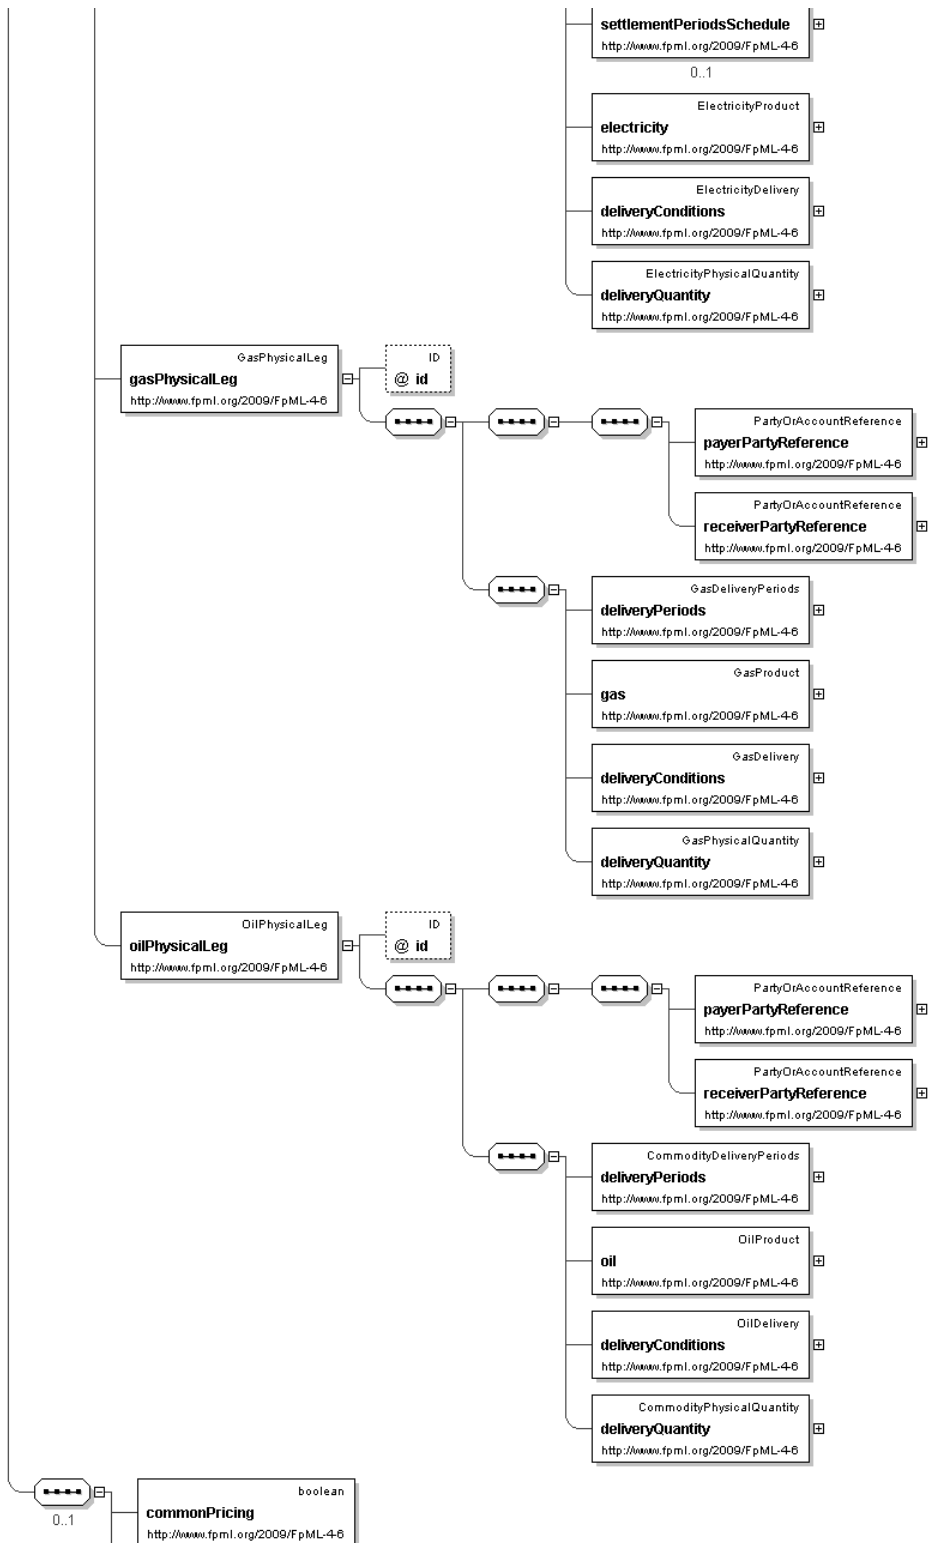 settlementPeriodsSchedule
http://www.fpml.org/2009/FpML-4-6
0..1
ElectricityProduct
electricity
http://www.fpml.org/2009/FpML-4-6
ElectricityDelivery
deliveryConditions
http://www.fpml.org/2009/FpML-4-6
ElectricityPhysicalQuantity
deliveryQuantity
http://www.fpml.org/2009/FpML-4-6
GasPhysicalLeg
gasPhysicalLeg
http://www.fpml.org/2009/FpML-4-6
ID
@ id
PartyOrAccountReference
payerPartyReference
http://www.fpml.org/2009/FpML-4-6
PartyOrAccountReference
receiverPartyReference
http://www.fpml.org/2009/FpML-4-6
GasDeliveryPeriods
deliveryPeriods
http://www.fpml.org/2009/FpML-4-6
GasProduct
gas
http://www.fpml.org/2009/FpML-4-6
GasDelivery
deliveryConditions
http://www.fpml.org/2009/FpML-4-6
GasPhysicalQuantity
deliveryQuantity
http://www.fpml.org/2009/FpML-4-6
OilPhysicalLeg
oilPhysicalLeg
http://www.fpml.org/2009/FpML-4-6
ID
@ id
PartyOrAccountReference
payerPartyReference
http://www.fpml.org/2009/FpML-4-6
PartyOrAccountReference
receiverPartyReference
http://www.fpml.org/2009/FpML-4-6
CommodityDeliveryPeriods
deliveryPeriods
http://www.fpml.org/2009/FpML-4-6
OilProduct
oil
http://www.fpml.org/2009/FpML-4-6
OilDelivery
deliveryConditions
http://www.fpml.org/2009/FpML-4-6
CommodityPhysicalQuantity
deliveryQuantity
http://www.fpml.org/2009/FpML-4-6
0..1
boolean
commonPricing
http://www.fpml.org/2009/FpML-4-6